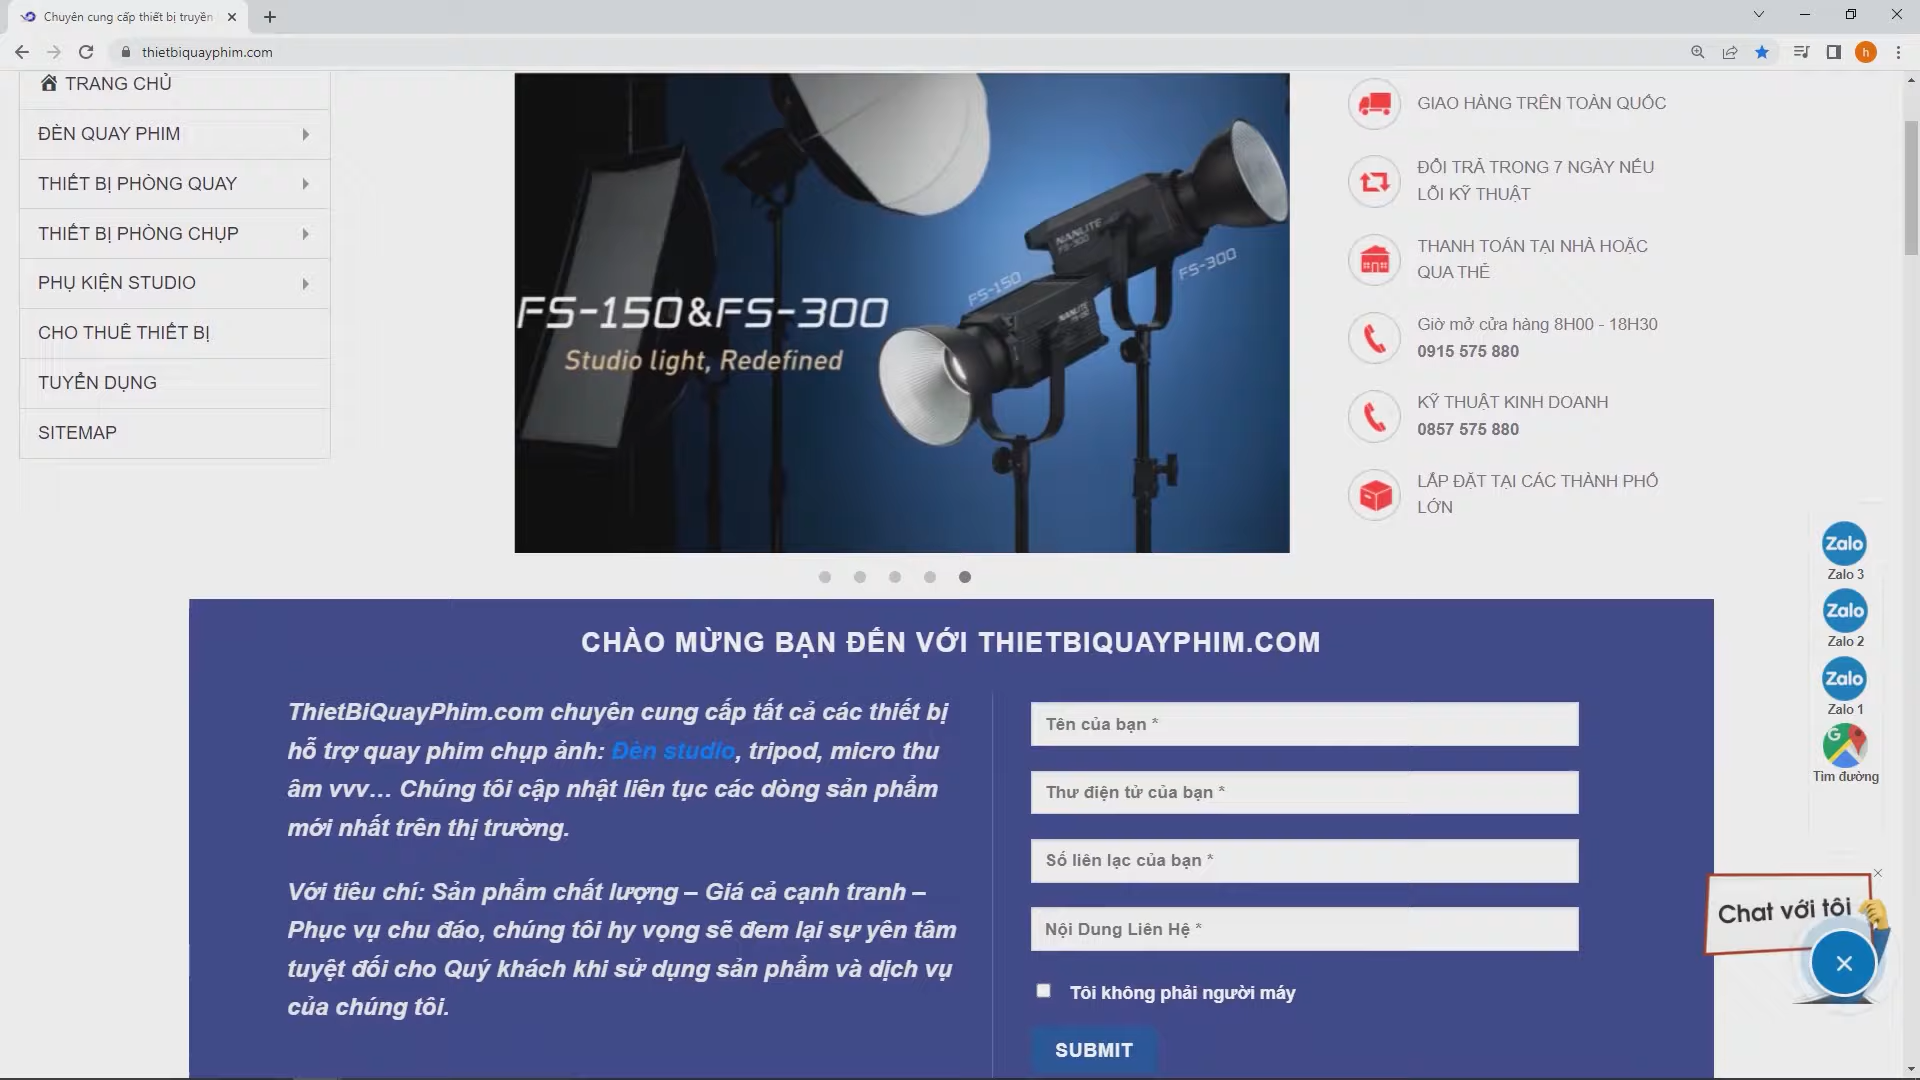 Chuyên cung cấp thiết bị truyền
thietbiquayphim.com
h
TRANG CHỦ
ĐÈN QUAY PHIM
THIẾT BỊ PHÒNG QUAY
THIẾT BỊ PHÒNG CHỤP
PHỤ KIỆN STUDIO
CHO THUÊ THIẾT BỊ
TUYỂN DỤNG
SITEMAP
NANLITE
FS-300
FS-150
FS-300
NANLITE
FS-150&FS-300
Studio light, Redefined
GIAO HÀNG TRÊN TOÀN QUỐC
ĐỔI TRẢ TRONG 7 NGÀY NẾU
LỖI KỸ THUẬT
THANH TOÁN TẠI NHÀ HOẶC
QUA THẺ
Giờ mở cửa hàng 8H00 - 18H30
0915 575 880
KỸ THUẬT KINH DOANH
0857 575 880
LẮP ĐẶT TẠI CÁC THÀNH PHỐ
LỚN
Zalo
Zalo 3
Zalo
Zalo 2
Zalo
Zalo 1
G
Tìm đường
CHÀO MỪNG BẠN ĐẾN VỚI THIETBIQUAYPHIM.COM
ThietBiQuayPhim.com chuyên cung cấp tất cả các thiết bị
hỗ trợ quay phim chụp ảnh: Đèn studio, tripod, micro thu
âm vvv… Chúng tôi cập nhật liên tục các dòng sản phẩm
mới nhất trên thị trường.
Với tiêu chí: Sản phẩm chất lượng – Giá cả cạnh tranh –
Phục vụ chu đáo, chúng tôi hy vọng sẽ đem lại sự yên tâm
tuyệt đối cho Quý khách khi sử dụng sản phẩm và dịch vụ
của chúng tôi.
Tên của bạn *
Thư điện tử của bạn *
Số liên lạc của bạn *
Nội Dung Liên Hệ *
Tôi không phải người máy
SUBMIT
Chat với tôi